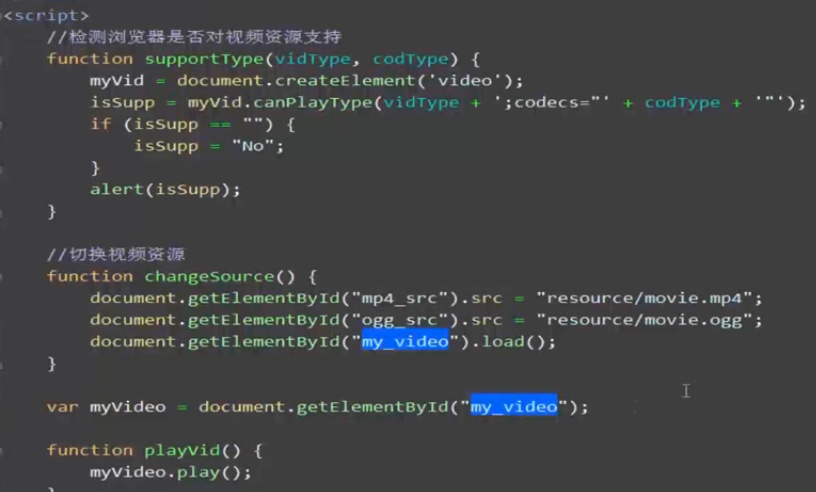 <script>
//检测浏览器是否对视频资源支持
function supportType(vidType, codType) {
myVid = document.createElement('video');
isSupp = myVid.canPlayType(vidType + ';codecs="' + codType + '"');
if (isSupp == "") {
isSupp = "No";
}
alert(isSupp);
}
//切换视频资源
function changeSource() {
document.getElementById("mp4_src").src = "resource/movie.mp4";
document.getElementById("ogg_src").src = "resource/movie.ogg";
document.getElementById("my_video").load();
}
var myVideo = document.getElementById("my_video");
function playVid() {
myVideo.play();
}